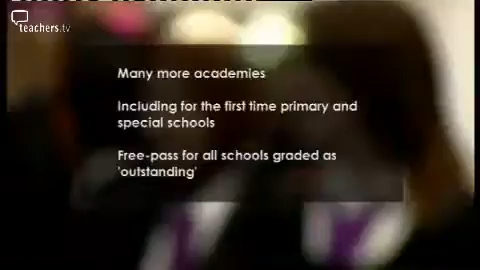 teachers.tv
Many more academies
Including for the first time primary and
special schools
Free-pass for all schools graded as
'outstanding'